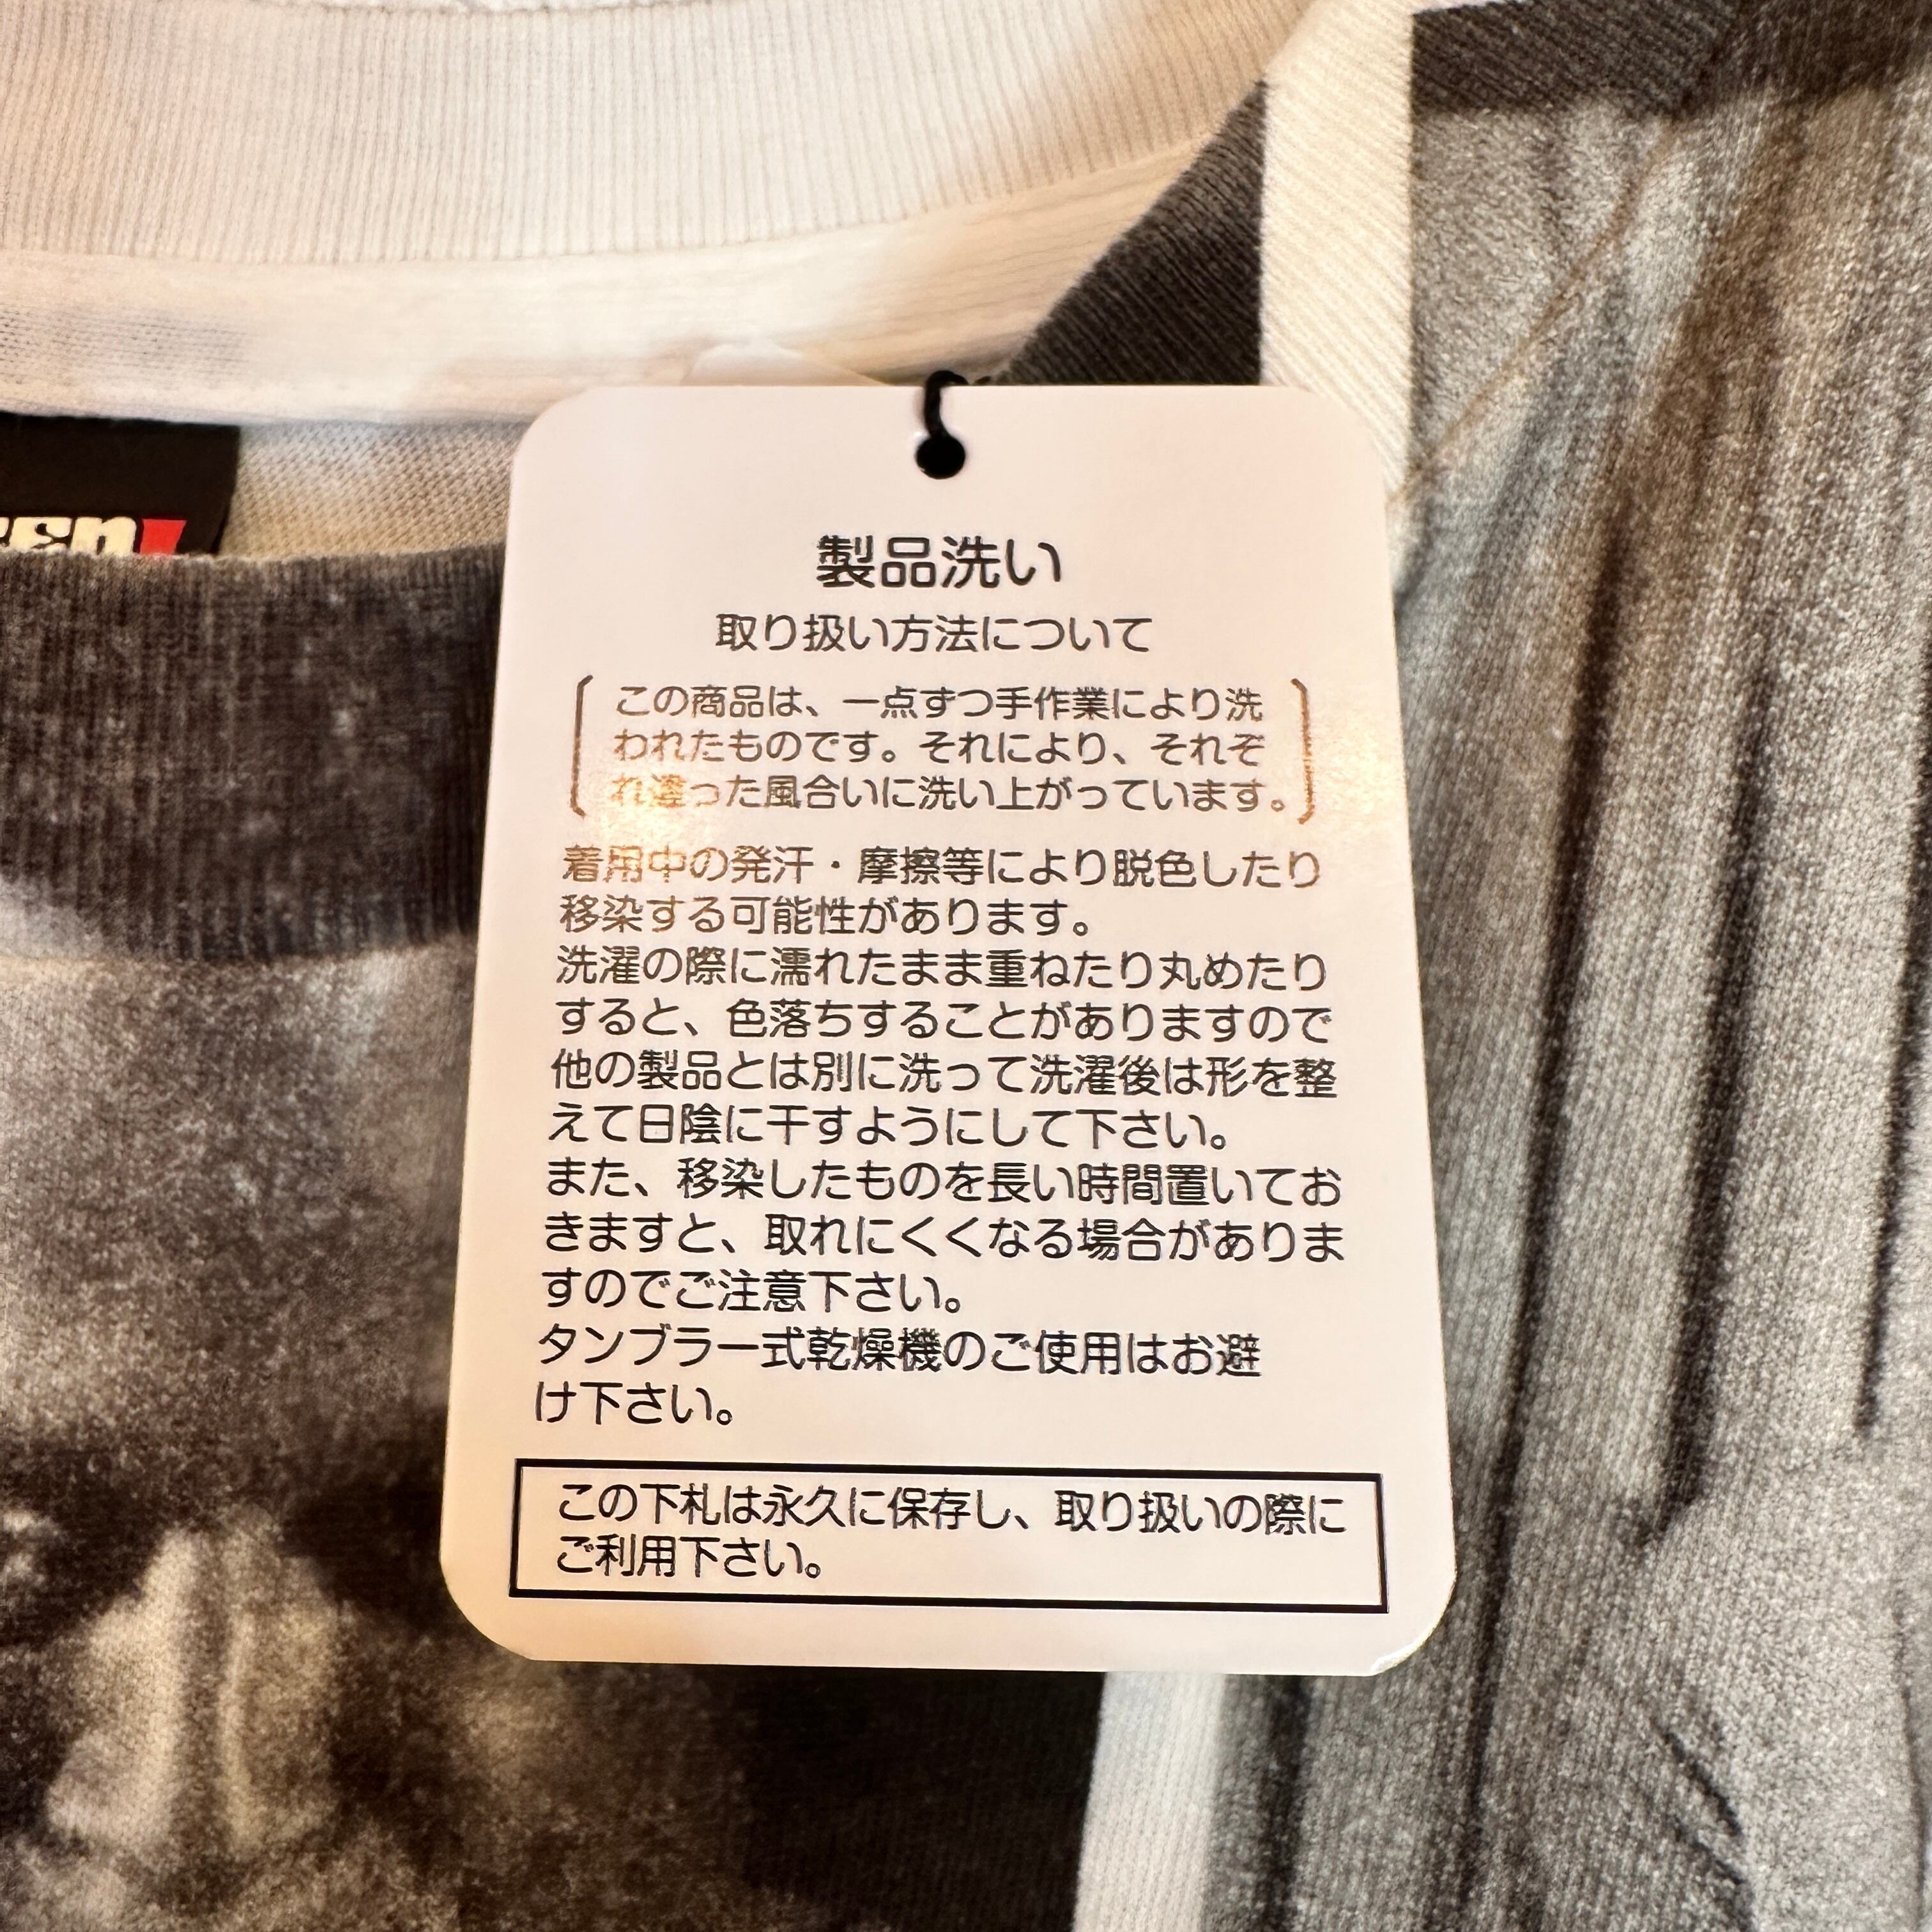 製品洗い
取り扱い方法について
この商品は、一点ずつ手作業により洗
われたものです。それにより、それぞ
れ違った風合いに洗い上がっています。
着用中の発汗・摩擦等により脱色したり
移染する可能性があります。
洗濯の際に濡れたまま重ねたり丸めたり
すると、色落ちすることがありますので
他の製品とは別に洗って洗濯後は形を整
えて日陰に干すようにして下さい。
また、移染したものを長い時間置いてお
きますと、取れにくくなる場合がありま
すのでご注意下さい。
タンブラー式乾燥機のご使用はお避
け下さい。
この下札は永久に保存し、取り扱いの際に
ご利用下さい。